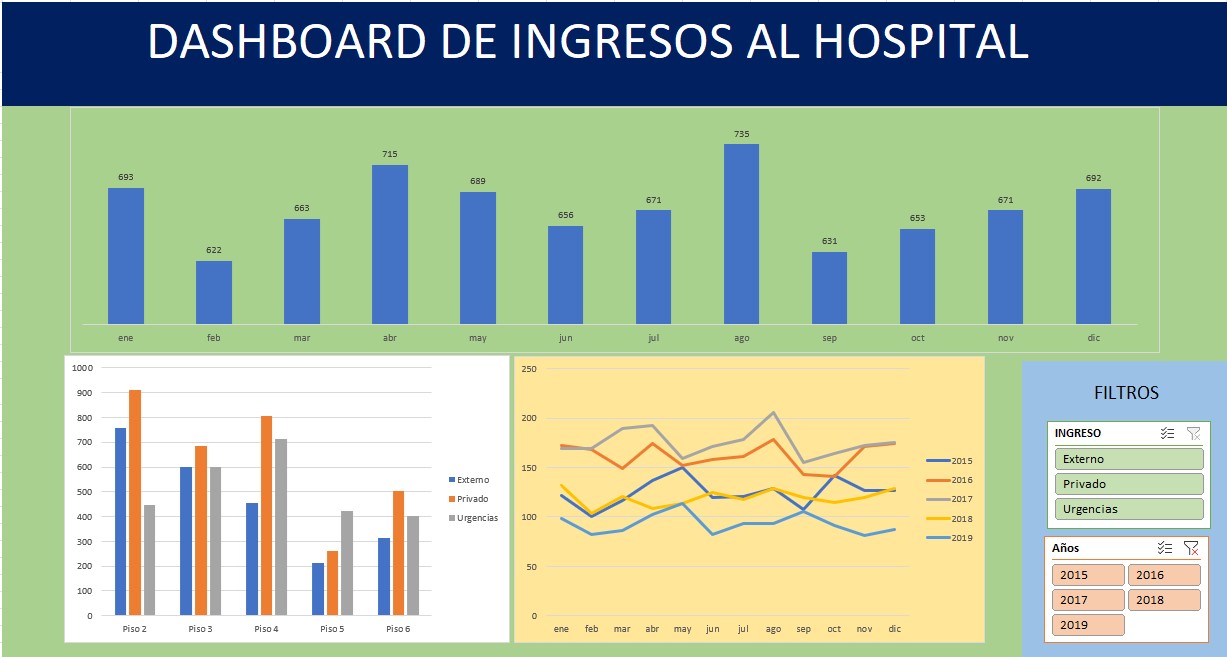 DASHBOARD DE INGRESOS AL HOSPITAL
693 622 663 715 689 656 671 735 631 653 671 692
ene feb mar abr may jun jul ago sep oct nov dic
1000
900
800
700
600
500
400
300
200
100
0
Piso 2 Piso 3 Piso 4 Piso 5 Piso 6
Externo
Privado
Urgencias
250
200
150
100
50
0
ene feb mar abr may jun jul ago sep oct nov dic
2015
2016
2017
2018
2019
FILTROS
INGRESO
Externo
Privado
Urgencias
Años
2015 2016
2017 2018
2019